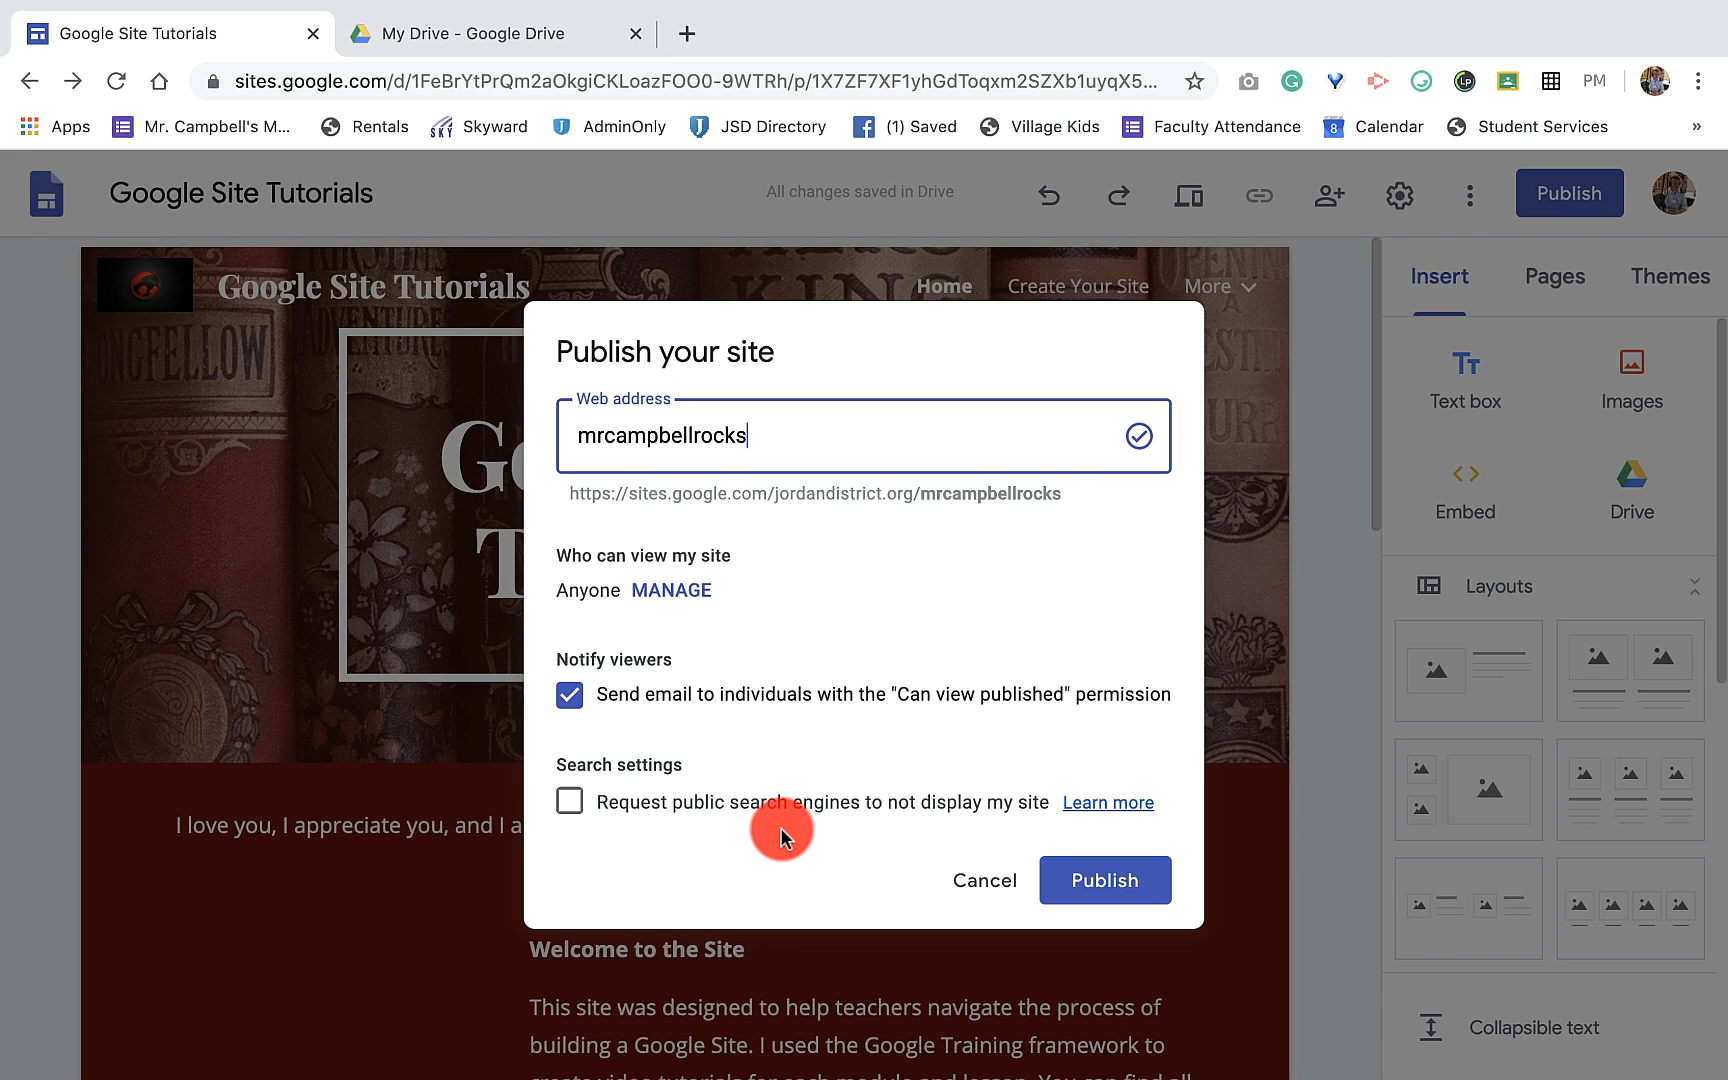 Google Site Tutorials
My Drive - Google Drive
sites.google.com/d/1FeBrYtPrQm2aOkgiCKLoazFOO0-9WTRh/p/1X7ZF7XF1yhGdToqxm2SZXb1uyqX5...
PM
Apps
Mr. Campbell's M...
Rentals
SKY Skyward
AdminOnly
JSD Directory
(1) Saved
Village Kids
Faculty Attendance
8 Calendar
Student Services
»
Google Site Tutorials
All changes saved in Drive
Publish
Google Site Tutorials
Home
Create Your Site
More
Insert
Pages
Themes
Publish your site
Web address
mrcampbellrocks
https://sites.google.com/jordandistrict.org/mrcampbellrocks
Who can view my site
Anyone MANAGE
Notify viewers
Send email to individuals with the "Can view published" permission
Search settings
Request public search engines to not display my site Learn more
Cancel
Publish
Tt
Text box
Images
Embed
Drive
Layouts
Collapsible text
I love you, I appreciate you, and I a
Welcome to the Site
This site was designed to help teachers navigate the process of
building a Google Site. I used the Google Training framework to